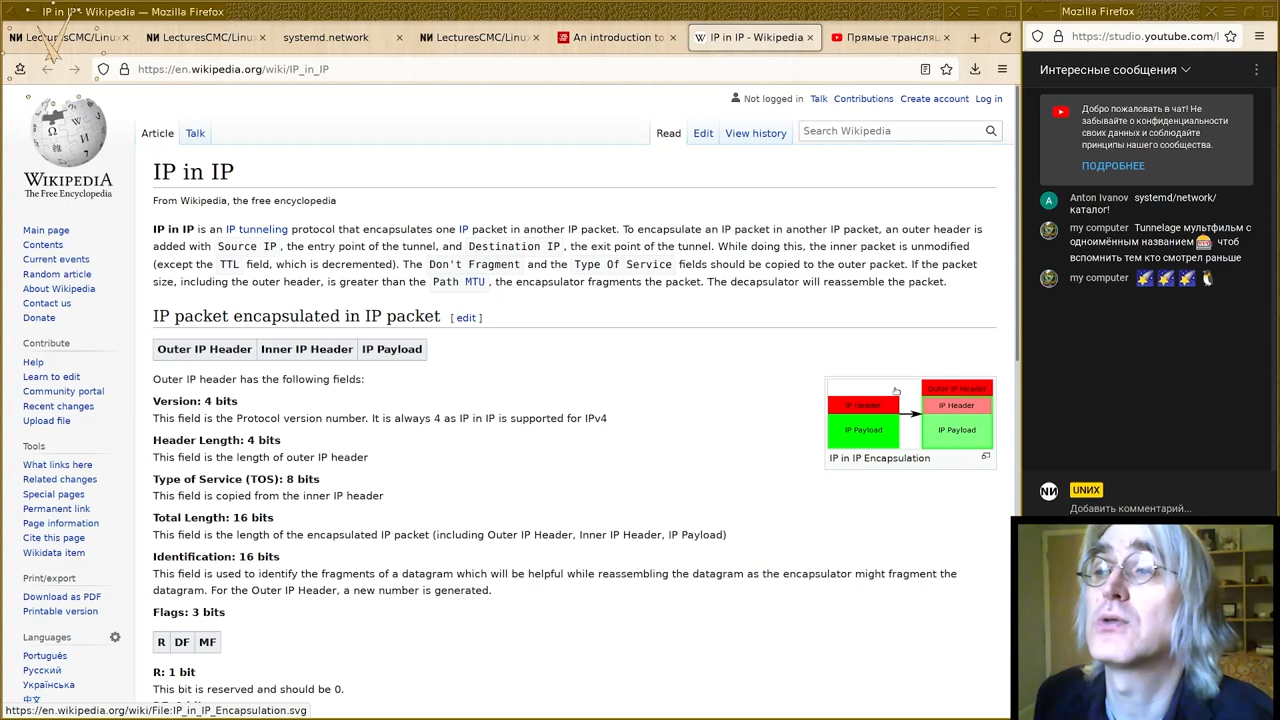 IP in IP - Wikipedia — Mozilla Firefox
Mozilla Firefox
LecturesCMC/Linux
LecturesCMC/Linux
systemd.network
LecturesCMC/Linux
An introduction to
IP in IP - Wikipedia
Прямые трансляц
https://studio.youtube.com/l
https://en.wikipedia.org/wiki/IP_in_IP
Интересные сообщения
Not logged in Talk Contributions Create account Log in
Article Talk
Read Edit View history
Search Wikipedia
WIKIPEDIA
The Free Encyclopedia
Main page
Contents
Current events
Random article
About Wikipedia
Contact us
Donate
Contribute
Help
Learn to edit
Community portal
Recent changes
Upload file
Tools
What links here
Related changes
Special pages
Permanent link
Page information
Cite this page
Wikidata item
Print/export
Download as PDF
Printable version
Languages
Português
Русский
Українська
中文
IP in IP
From Wikipedia, the free encyclopedia
IP in IP is an IP tunneling protocol that encapsulates one IP packet in another IP packet. To encapsulate an IP packet in another IP packet, an outer header is
added with Source IP , the entry point of the tunnel, and Destination IP , the exit point of the tunnel. While doing this, the inner packet is unmodified
(except the TTL field, which is decremented). The Don't Fragment and the Type Of Service fields should be copied to the outer packet. If the packet
size, including the outer header, is greater than the Path MTU , the encapsulator fragments the packet. The decapsulator will reassemble the packet.
IP packet encapsulated in IP packet [ edit ]
Outer IP Header Inner IP Header IP Payload
Outer IP header has the following fields:
Version: 4 bits
This field is the Protocol version number. It is always 4 as IP in IP is supported for IPv4
Header Length: 4 bits
This field is the length of outer IP header
Type of Service (TOS): 8 bits
This field is copied from the inner IP header
Total Length: 16 bits
This field is the length of the encapsulated IP packet (including Outer IP Header, Inner IP Header, IP Payload)
Identification: 16 bits
This field is used to identify the fragments of a datagram which will be helpful while reassembling the datagram as the encapsulator might fragment the
datagram. For the Outer IP Header, a new number is generated.
Flags: 3 bits
R DF MF
R: 1 bit
This bit is reserved and should be 0.
Outer IP Header
IP Header
IP Header
IP Payload
IP Payload
IP in IP Encapsulation
https://en.wikipedia.org/wiki/File:IP_in_IP_Encapsulation.svg
Добро пожаловать в чат! Не
забывайте о конфиденциальности
своих данных и соблюдайте
принципы нашего сообщества.
ПОДРОБНЕЕ
A
Anton Ivanov systemd/network/
каталог!
my computer Tunnelage мультфильм с
одноимённым названием чтоб
вспомнить тем кто смотрел раньше
my computer
UNИX
Добавить комментарий...